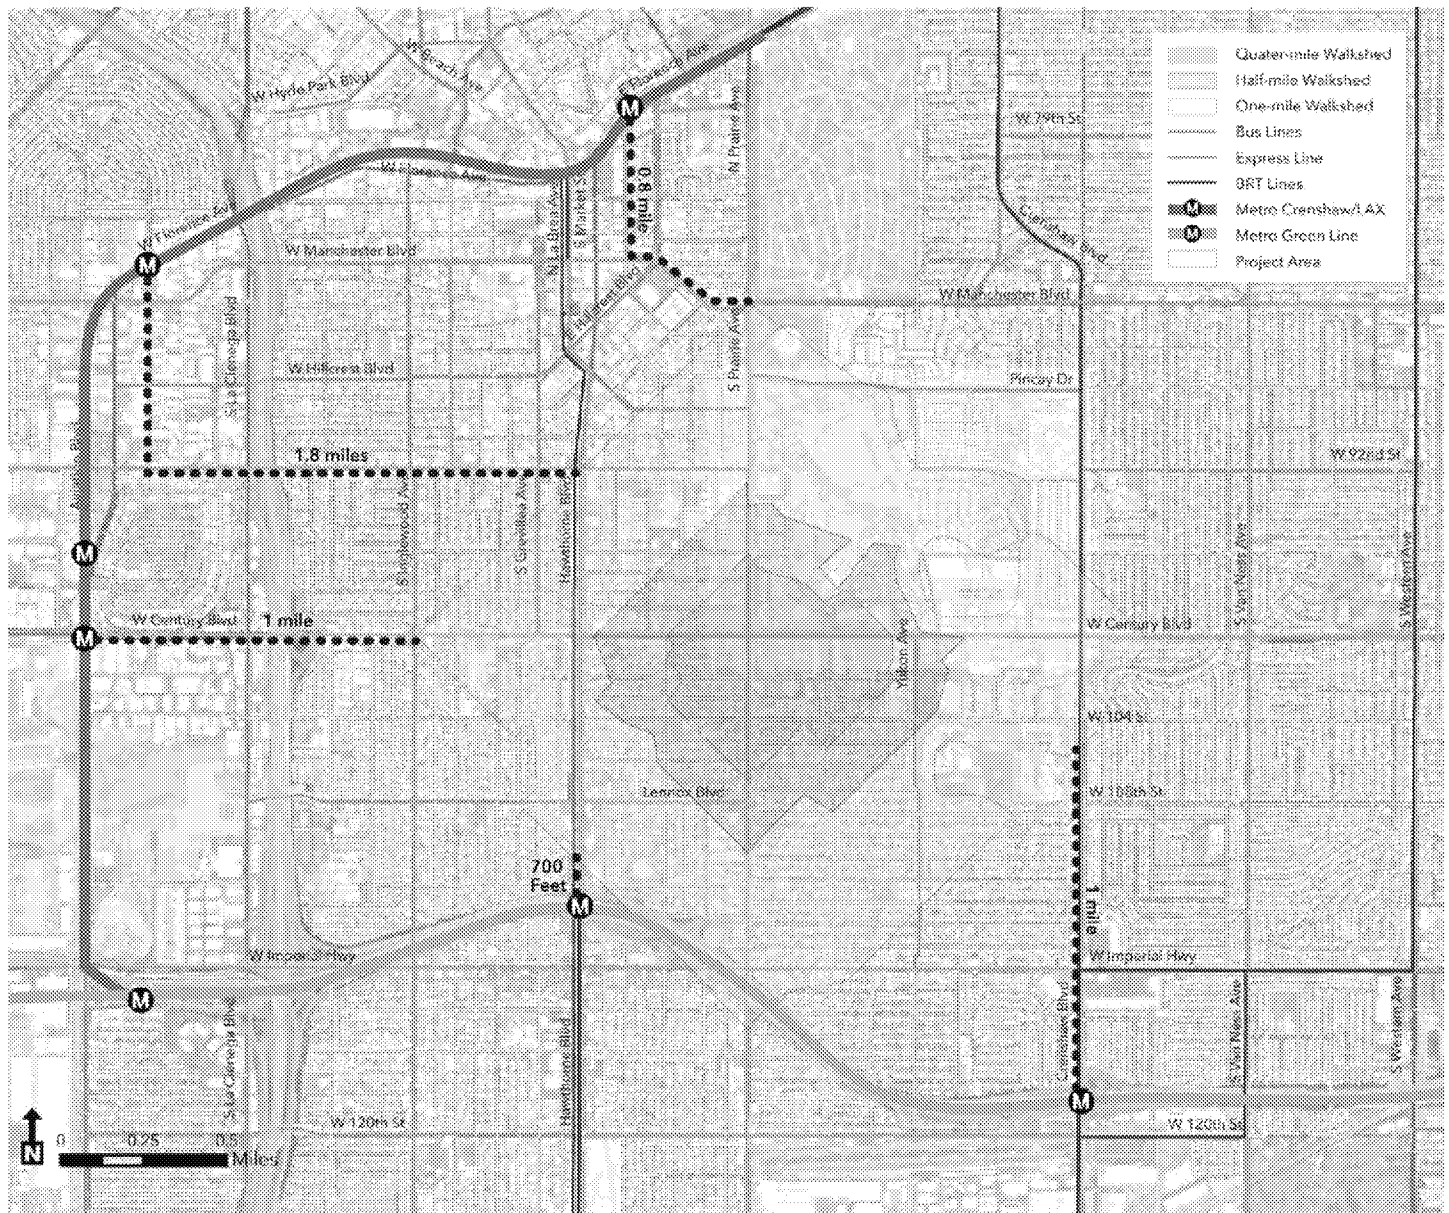 Quater-mile Walkshed
Half-mile Walkshed
One-mile Walkshed
Bus Lines
Express Line
BRT Lines
M Metro Crenshaw/LAX
M Metro Green Line
Project Area
W Beach Ave
W Florence Ave
W Hyde Park Blvd
M
N Prairie Ave
W 79th St
W Florence Ave
0.8 mile
N La Brea Ave
S Market St
W Florence Ave
Crenshaw Blvd
W Manchester Blvd
M
W Manchester Blvd
S La Cienega Blvd
Hillcrest Blvd
S Prairie Ave
W Hillcrest Blvd
Pincay Dr
1.8 miles
W 92nd St
S Inglewood Ave
S Grevillea Ave
Hawthorne Blvd
M
S Van Ness Ave
S Western Ave
W Century Blvd
1 mile
W Century Blvd
M
Yukon Ave
W 104 St
Lennox Blvd
W 108th St
700
Feet
M
1 mile
W Imperial Hwy
W Imperial Hwy
M
S La Cienega Blvd
Hawthorne Blvd
S Crenshaw Blvd
S Van Ness Ave
S Western Ave
M
W 120th St
W 120th St
N
0 0.25 0.5
Miles